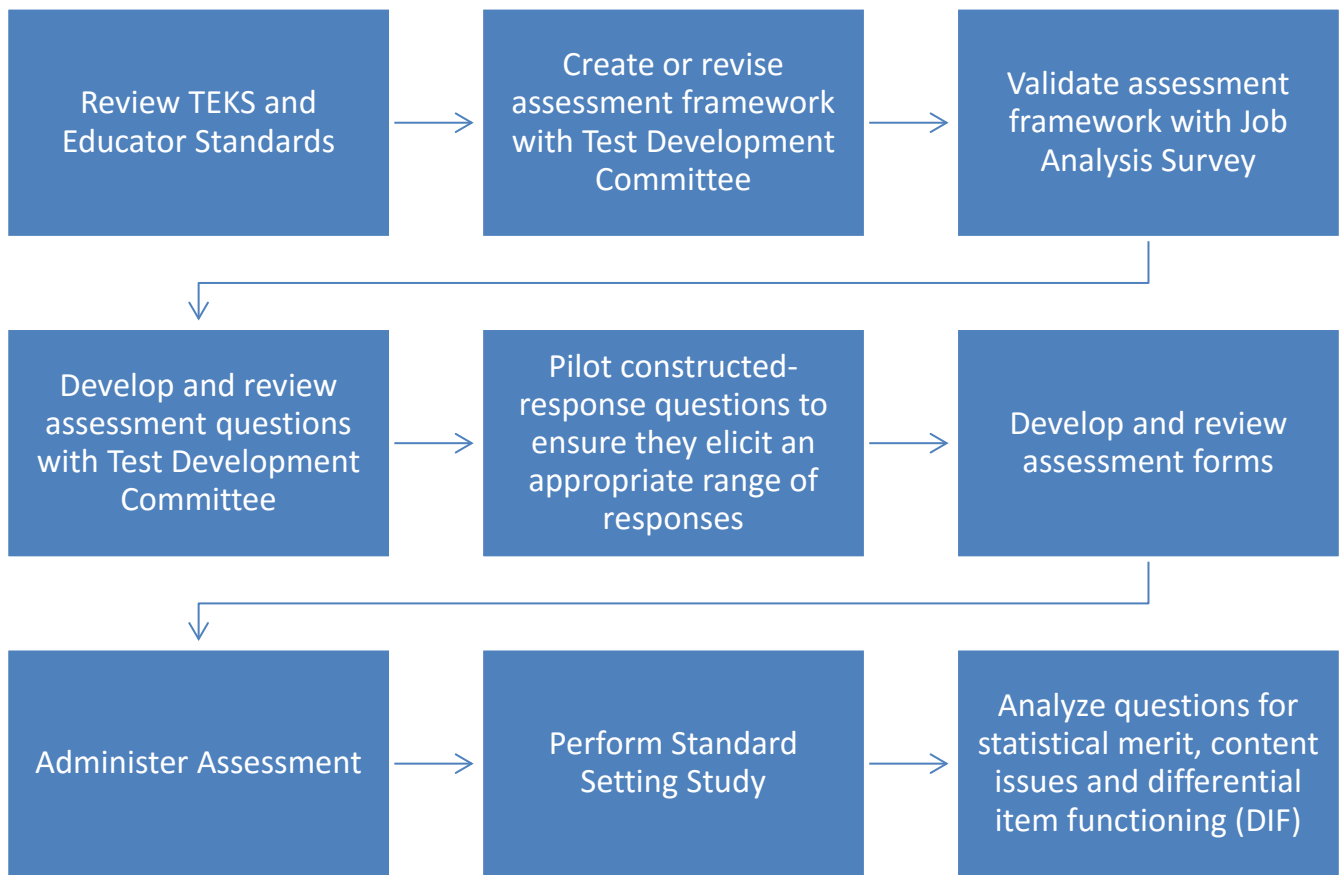 Review TEKS and
Educator Standards
Create or revise
assessment framework
with Test Development
Committee
Validate assessment
framework with Job
Analysis Survey
Develop and review
assessment questions
with Test Development
Committee
Pilot constructed-
response questions to
ensure they elicit an
appropriate range of
responses
Develop and review
assessment forms
Administer Assessment
Perform Standard
Setting Study
Analyze questions for
statistical merit, content
issues and differential
item functioning (DIF)